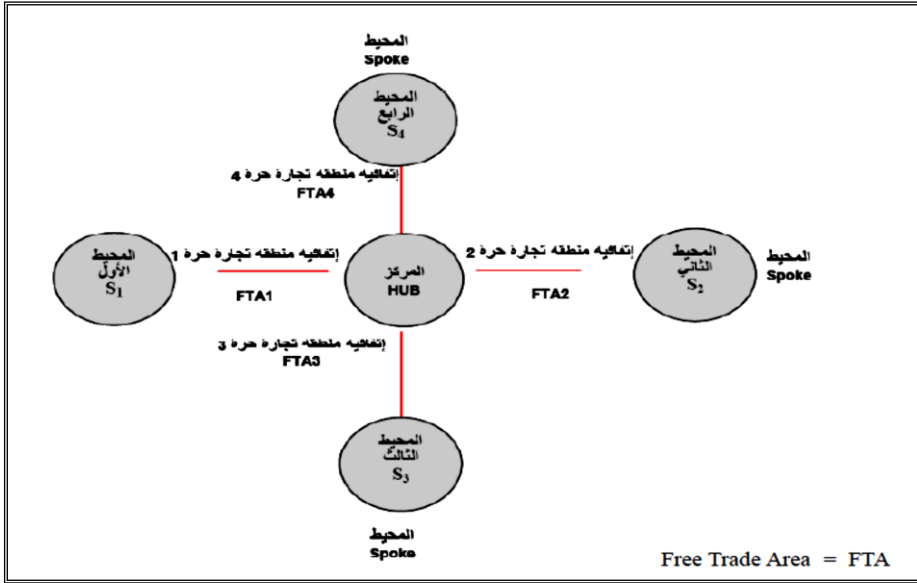 المحيط
Spoke
المحيط
الرابع
S₄
إتفاقيه منطقه تجارة حرة 4
FTA4
المحيط
الأول
S₁
إتفاقيه منطقه تجارة حرة 1
FTA1
المركز
HUB
إتفاقيه منطقه تجارة حرة 2
FTA2
المحيط
الثاني
S₂
المحيط
Spoke
إتفاقيه منطقه تجارة حرة 3
FTA3
المحيط
الثالث
S₃
المحيط
Spoke
Free Trade Area = FTA